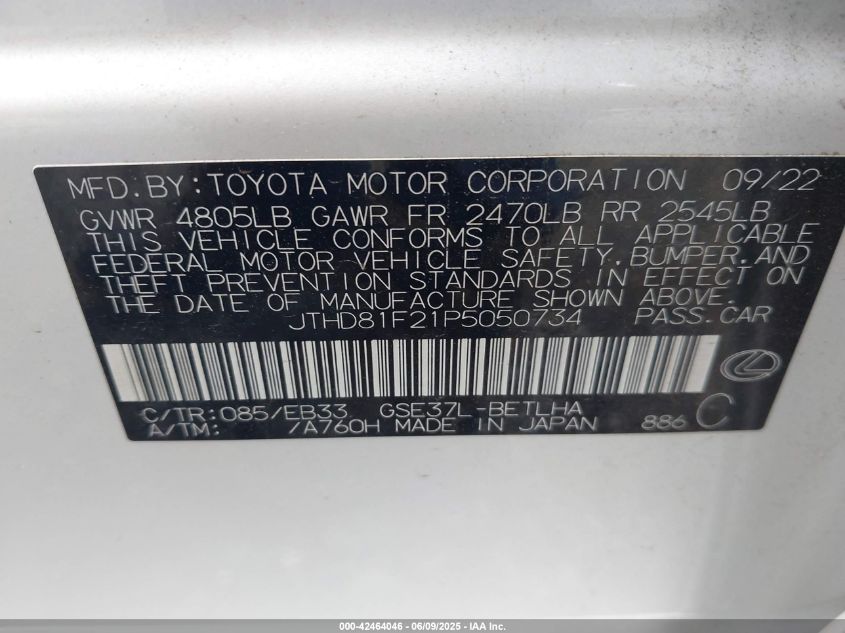 MFD.BY:TOYOTA MOTOR CORPORATION 09/22
GVWR 4805LB GAWR FR 2470LB RR 2545LB
THIS VEHICLE CONFORMS TO ALL APPLICABLE
FEDERAL MOTOR VEHICLE SAFETY,BUMPER,AND
THEFT PREVENTION STANDARDS IN EFFECT ON
THE DATE OF MANUFACTURE SHOWN ABOVE.
JTHD81F21P5050734 PASS.CAR
C/TR:085/EB33 GSE37L-BETLHA
A/TM: /A760H MADE IN JAPAN 886 C
000-42464046 - 06/09/2025 - IAA Inc.